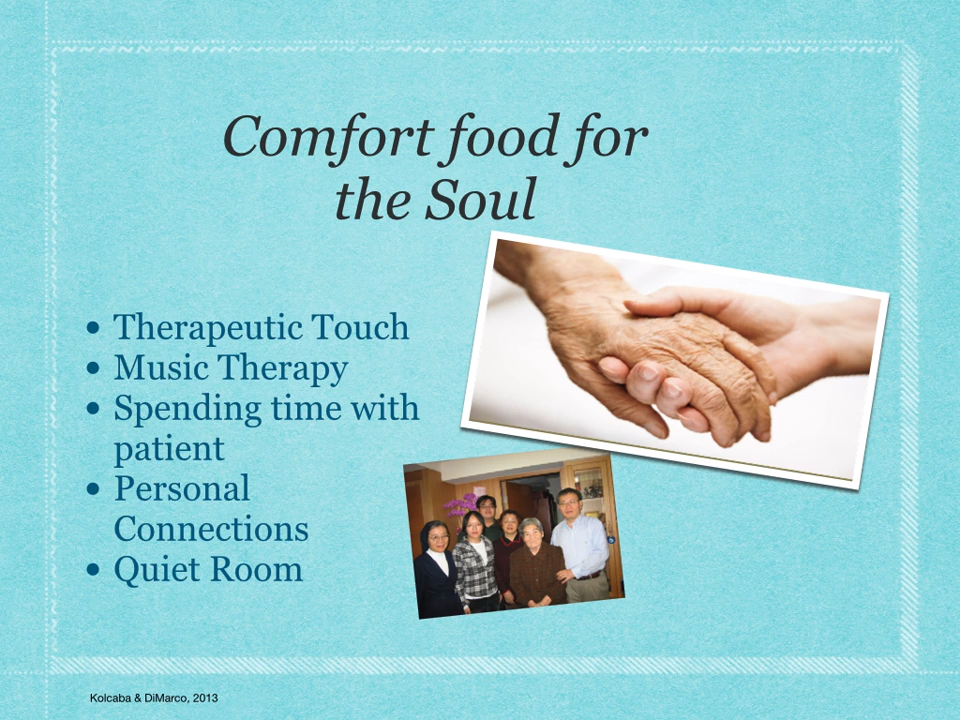 Comfort food for
the Soul
• Therapeutic Touch
• Music Therapy
• Spending time with
patient
• Personal
Connections
• Quiet Room
Kolcaba & DiMarco, 2013